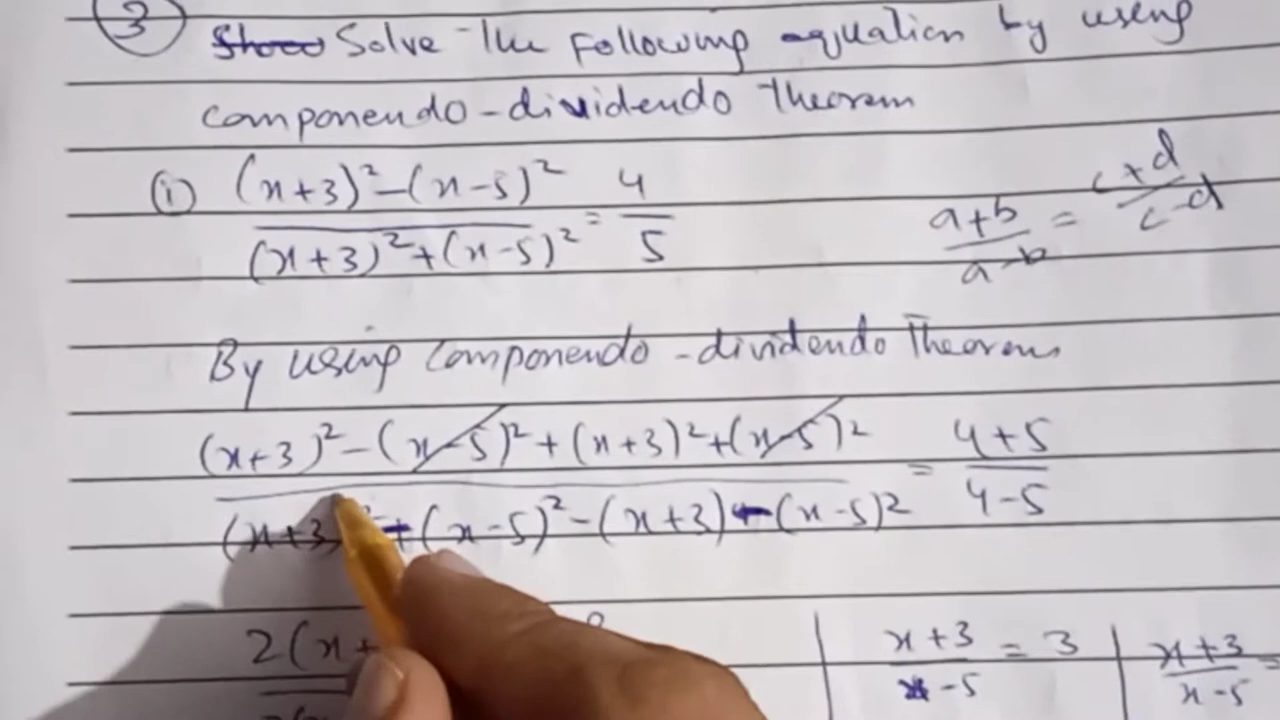 ③ Solve the following equation by using
componendo-dividendo Theorem
(i) (x+3)²-(x-5)² / (x+3)²+(x-5)² = 4/5
a+b / a-b = c+d / c-d
By using componendo-dividendo Theorem
(x+3)²-(x-5)²+(x+3)²+(x-5)² / (x+3)²+(x-5)²-(x+3)-(x-5)² = 4+5 / 4-5
2(x+
x+3 / x-5 = 3
x+3 / x-5 =